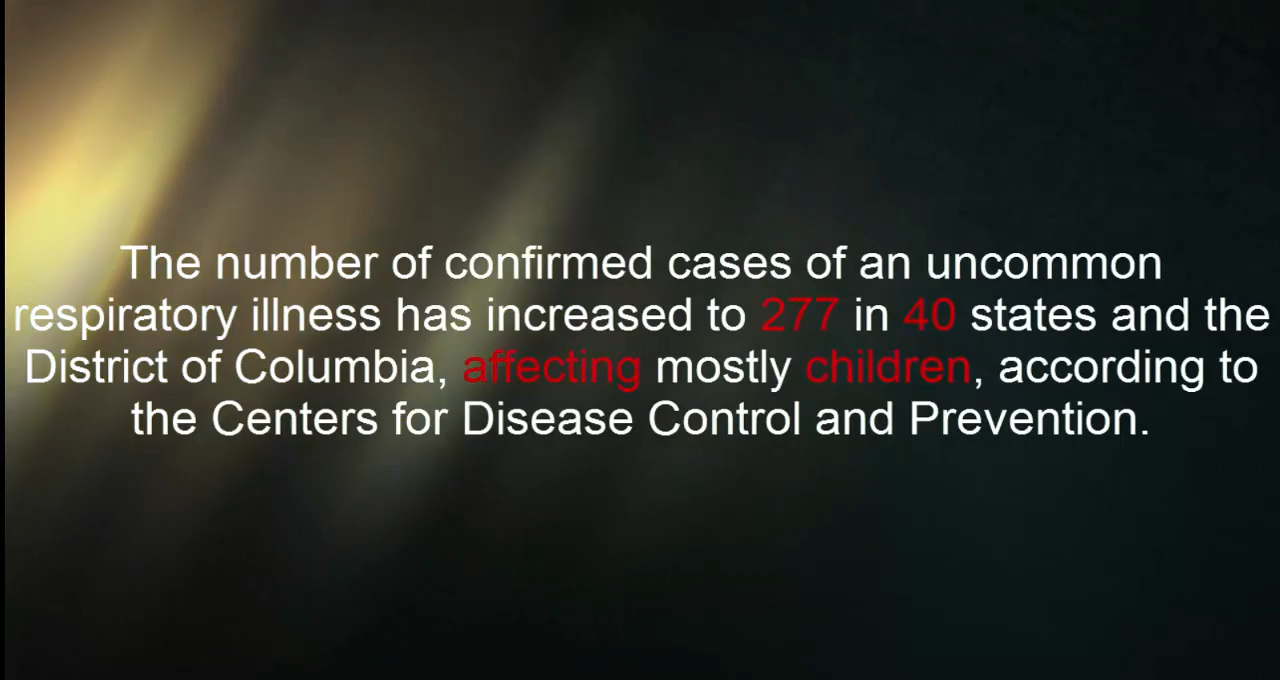 The number of confirmed cases of an uncommon
respiratory illness has increased to 277 in 40 states and the
District of Columbia, affecting mostly children, according to
the Centers for Disease Control and Prevention.